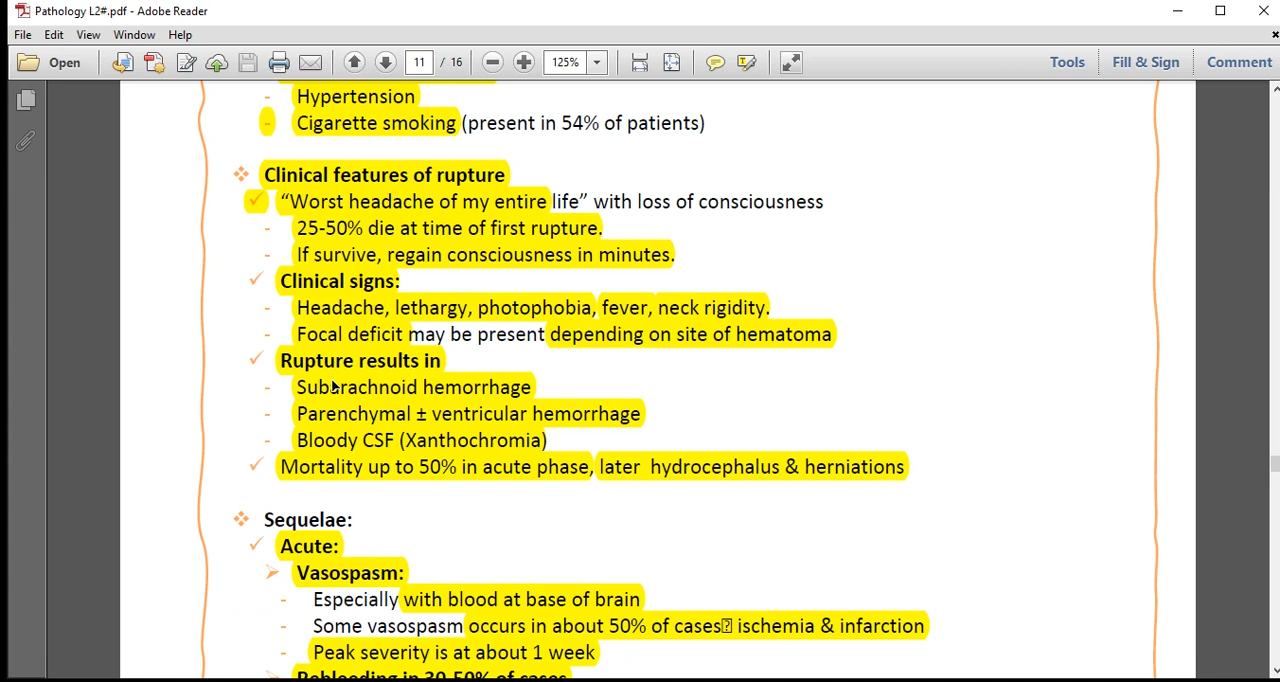 Pathology L2#.pdf - Adobe Reader
File Edit View Window Help
Open 11 / 16 125% Tools Fill & Sign Comment
- Hypertension
- Cigarette smoking (present in 54% of patients)
❖ Clinical features of rupture
✓ “Worst headache of my entire life” with loss of consciousness
- 25-50% die at time of first rupture.
- If survive, regain consciousness in minutes.
✓ Clinical signs:
- Headache, lethargy, photophobia, fever, neck rigidity.
- Focal deficit may be present depending on site of hematoma
✓ Rupture results in
- Subarachnoid hemorrhage
- Parenchymal ± ventricular hemorrhage
- Bloody CSF (Xanthochromia)
✓ Mortality up to 50% in acute phase, later hydrocephalus & herniations
❖ Sequelae:
✓ Acute:
➢ Vasospasm:
- Especially with blood at base of brain
- Some vasospasm occurs in about 50% of cases ischemia & infarction
- Peak severity is at about 1 week
➢ Rebleeding in 30-50% of cases